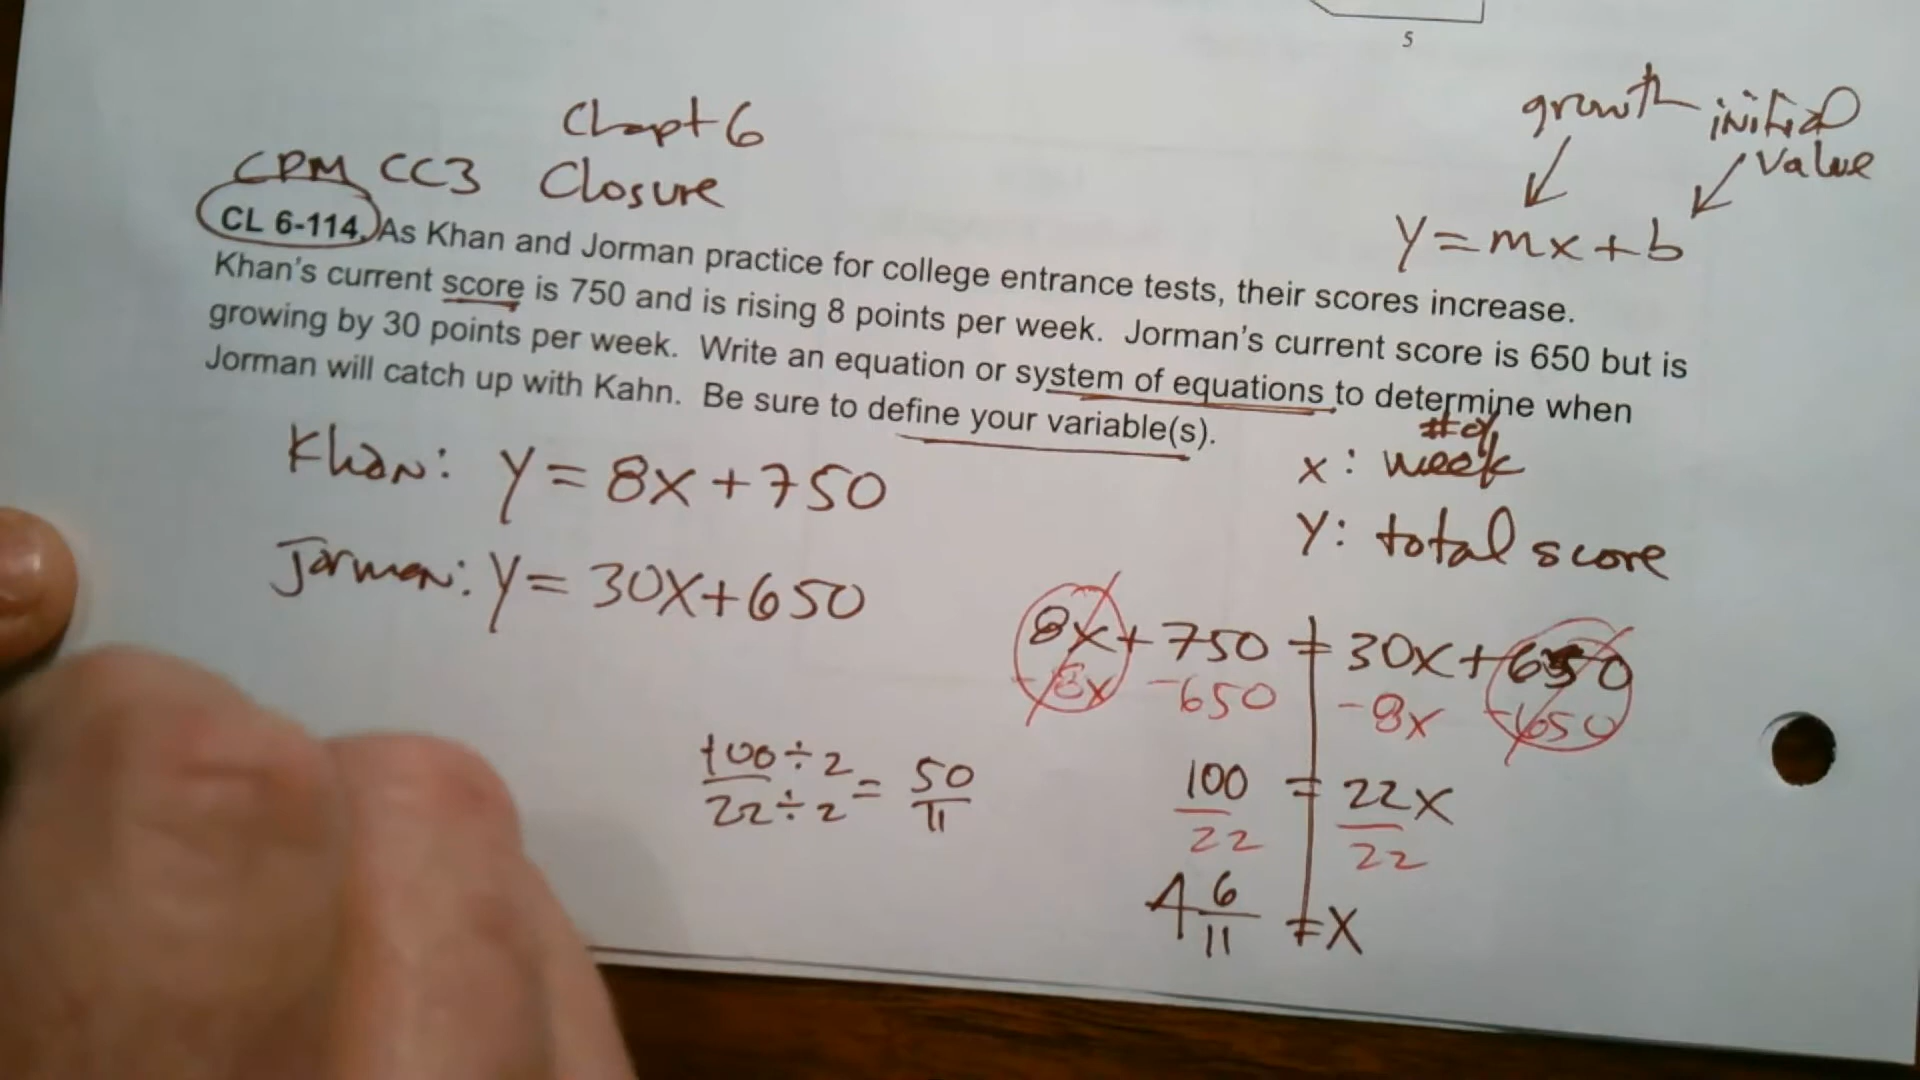 5
growth initial
value
y=mx+b
Chapt 6
CPM CC3 Closure
CL 6-114. As Khan and Jorman practice for college entrance tests, their scores increase.
Khan's current score is 750 and is rising 8 points per week. Jorman's current score is 650 but is
growing by 30 points per week. Write an equation or system of equations to determine when
Jorman will catch up with Kahn. Be sure to define your variable(s).
# of
x: week
Khan: y=8x+750
y: total score
Jorman: y=30x+650
8x+750=30x+650
-8x -650 -8x -650
100÷2 = 50
22÷2 11
100 = 22x
22 22
4 6/11 = x